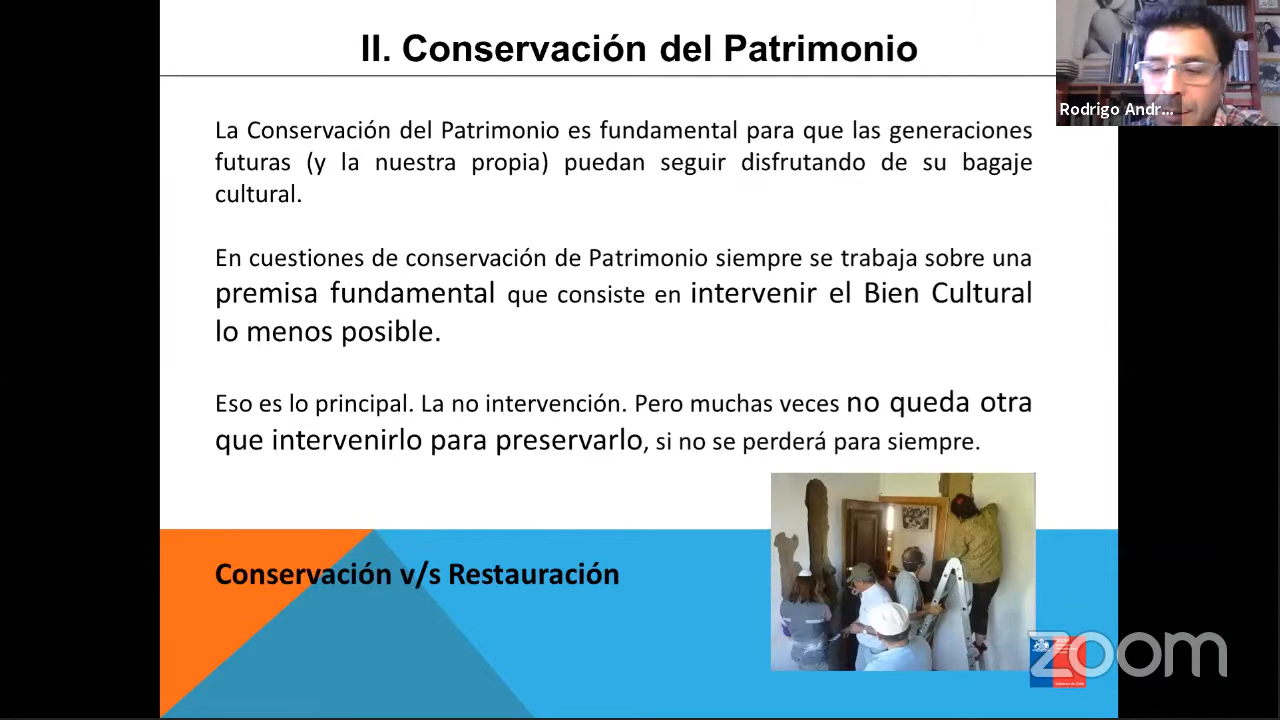 II. Conservación del Patrimonio
Rodrigo Andr...
La Conservación del Patrimonio es fundamental para que las generaciones
futuras (y la nuestra propia) puedan seguir disfrutando de su bagaje
cultural.
En cuestiones de conservación de Patrimonio siempre se trabaja sobre una
premisa fundamental que consiste en intervenir el Bien Cultural
lo menos posible.
Eso es lo principal. La no intervención. Pero muchas veces no queda otra
que intervenirlo para preservarlo, si no se perderá para siempre.
Conservación v/s Restauración
zoom